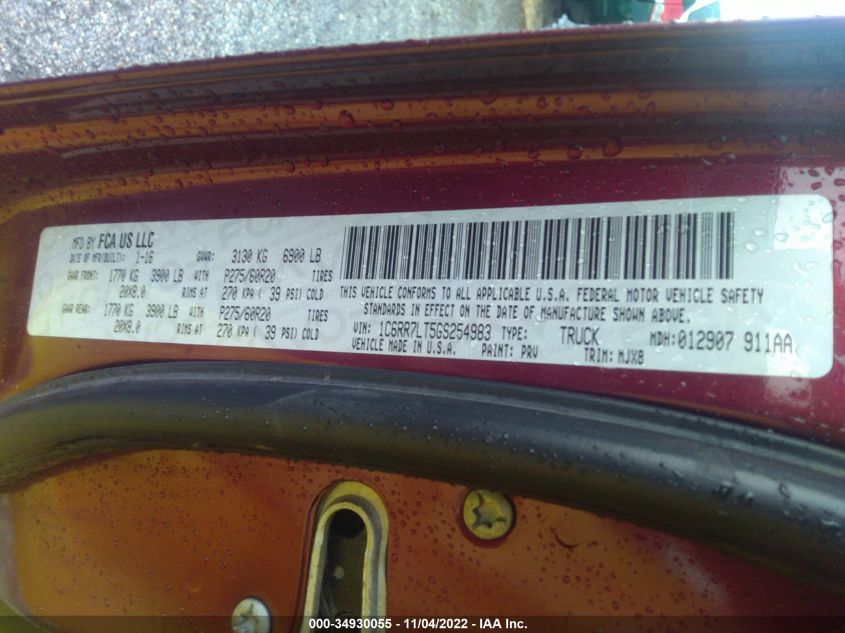 MFD BY FCA US LLC
DATE OF MFR(BUILT): 1-16 GVWR: 3130 KG 6900 LB
GAWR FRONT: 1770 KG 3900 LB WITH P275/60R20 TIRES
20X8.0 RIMS AT 270 KPA ( 39 PSI) COLD
GAWR REAR: 1770 KG 3900 LB WITH P275/60R20 TIRES
20X8.0 RIMS AT 270 KPA ( 39 PSI) COLD
THIS VEHICLE CONFORMS TO ALL APPLICABLE U.S.A. FEDERAL MOTOR VEHICLE SAFETY
STANDARDS IN EFFECT ON THE DATE OF MANUFACTURE SHOWN ABOVE.
VIN: 1C6RR7LT5GS254983 TYPE: TRUCK MDH:012907 911AA
VEHICLE MADE IN U.S.A. PAINT: PRV TRIM: MJX8
000-34930055 - 11/04/2022 - IAA Inc.